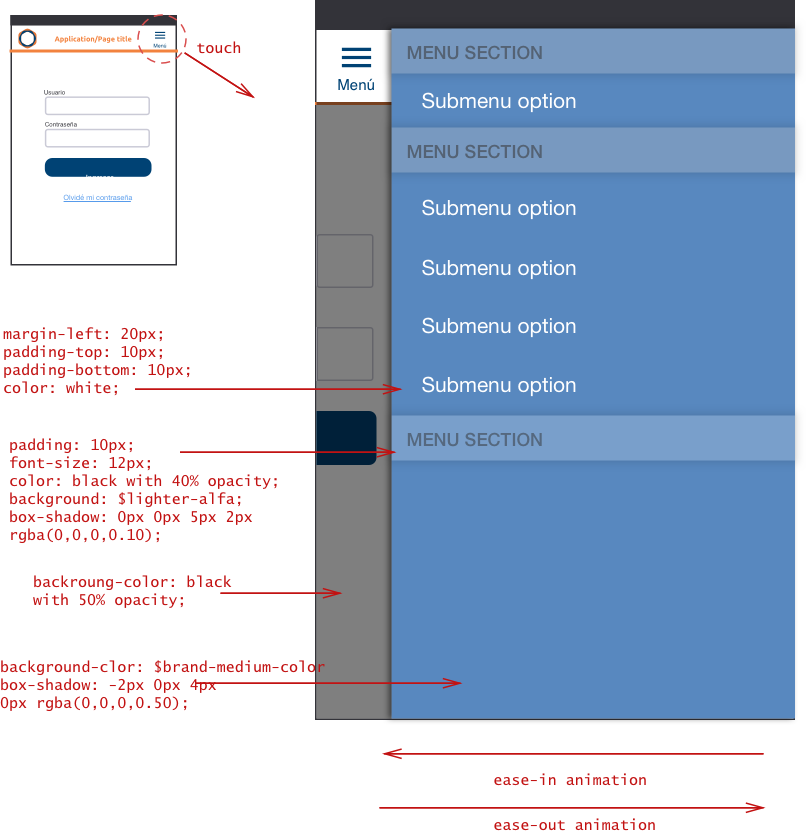 Application/Page title
Menú
touch
Usuario
Contraseña
Ingresar
Olvidé mi contraseña
Menú
MENU SECTION
Submenu option
MENU SECTION
Submenu option
Submenu option
Submenu option
Submenu option
MENU SECTION
margin-left: 20px;
padding-top: 10px;
padding-bottom: 10px;
color: white;
padding: 10px;
font-size: 12px;
color: black with 40% opacity;
background: $lighter-alfa;
box-shadow: 0px 0px 5px 2px
rgba(0,0,0,0.10);
backroung-color: black
with 50% opacity;
background-clor: $brand-medium-color
box-shadow: -2px 0px 4px
0px rgba(0,0,0,0.50);
ease-in animation
ease-out animation